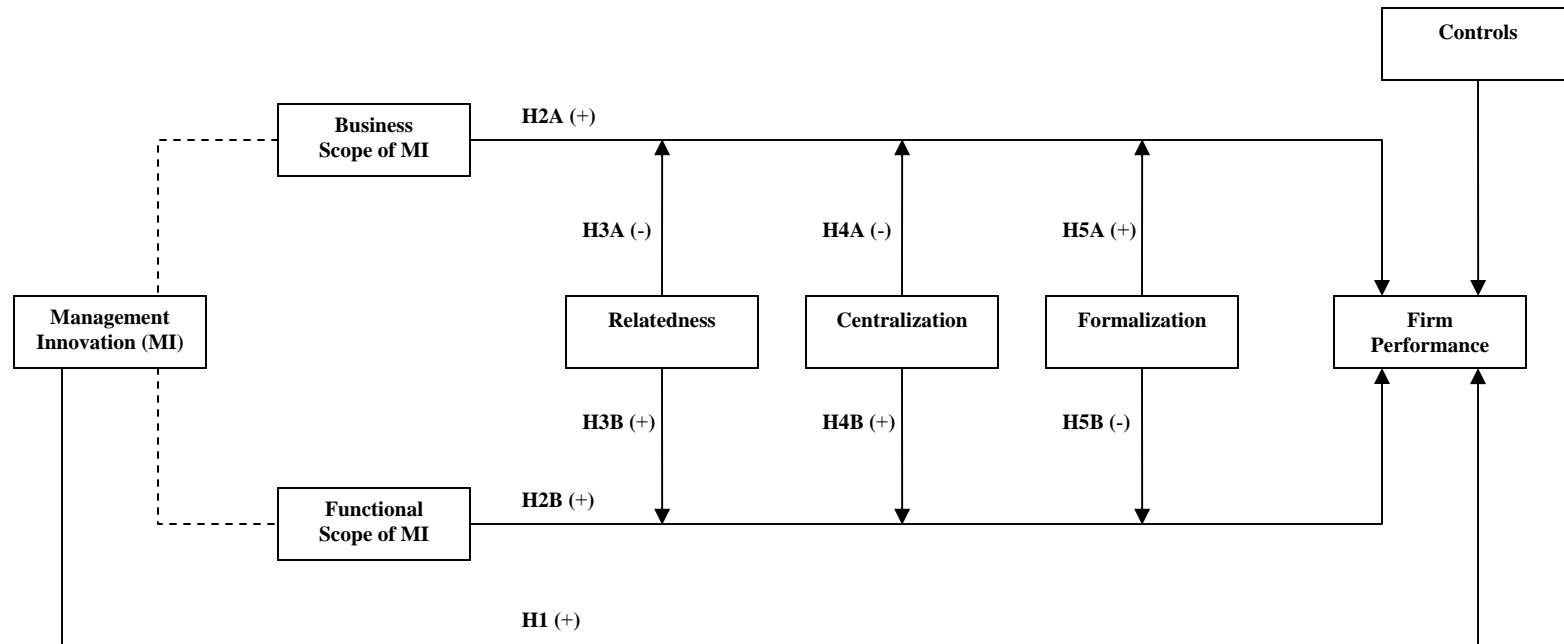 Controls
H2A (+)
Business
Scope of MI
H3A (-)
H4A (-)
H5A (+)
Management
Innovation (MI)
Relatedness
Centralization
Formalization
Firm
Performance
H3B (+)
H4B (+)
H5B (-)
H2B (+)
Functional
Scope of MI
H1 (+)